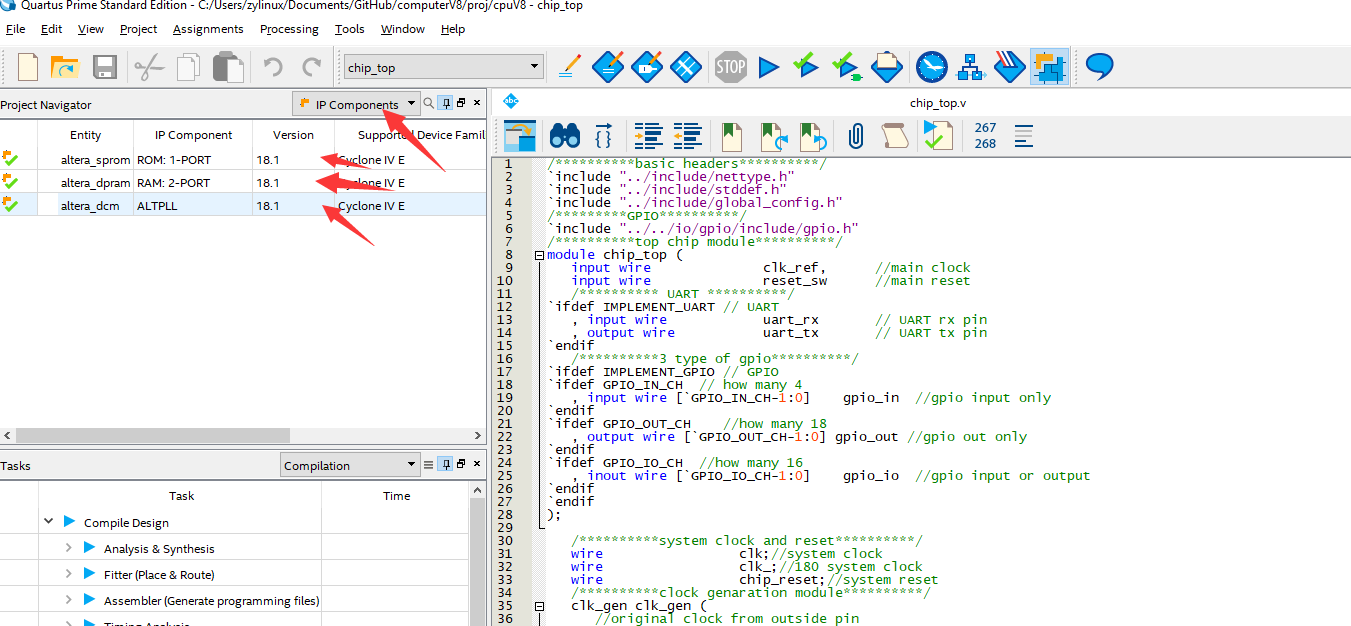 Quartus Prime Standard Edition - C:/Users/zylinux/Documents/GitHub/computerV8/proj/cpuV8 - chip_top
File Edit View Project Assignments Processing Tools Window Help
chip_top
STOP
Project Navigator
IP Components
Entity IP Component Version Supported Device Famil
altera_sprom ROM: 1-PORT 18.1 Cyclone IV E
altera_dpram RAM: 2-PORT 18.1 Cyclone IV E
altera_dcm ALTPLL 18.1 Cyclone IV E
Tasks
Compilation
Task Time
Compile Design
Analysis & Synthesis
Fitter (Place & Route)
Assembler (Generate programming files)
Timing Analysis
abc
chip_top.v
267
268
1 /**********basic headers**********/
2 `include "../include/nettype.h"
3 `include "../include/stddef.h"
4 `include "../include/global_config.h"
5 /*********GPIO**********/
6 `include "../../io/gpio/include/gpio.h"
7 /**********top chip module**********/
8 module chip_top (
9 input wire clk_ref, //main clock
10 input wire reset_sw //main reset
11 /********** UART **********/
12 `ifdef IMPLEMENT_UART // UART
13 , input wire uart_rx // UART rx pin
14 , output wire uart_tx // UART tx pin
15 `endif
16 /**********3 type of gpio**********/
17 `ifdef IMPLEMENT_GPIO // GPIO
18 `ifdef GPIO_IN_CH // how many 4
19 , input wire [`GPIO_IN_CH-1:0] gpio_in //gpio input only
20 `endif
21 `ifdef GPIO_OUT_CH //how many 18
22 , output wire [`GPIO_OUT_CH-1:0] gpio_out //gpio out only
23 `endif
24 `ifdef GPIO_IO_CH //how many 16
25 , inout wire [`GPIO_IO_CH-1:0] gpio_io //gpio input or output
26 `endif
27 `endif
28 );
29
30 /**********system clock and reset**********/
31 wire clk;//system clock
32 wire clk_;//180 system clock
33 wire chip_reset;//system reset
34 /**********clock genaration module**********/
35 clk_gen clk_gen (
36 //original clock from outside pin